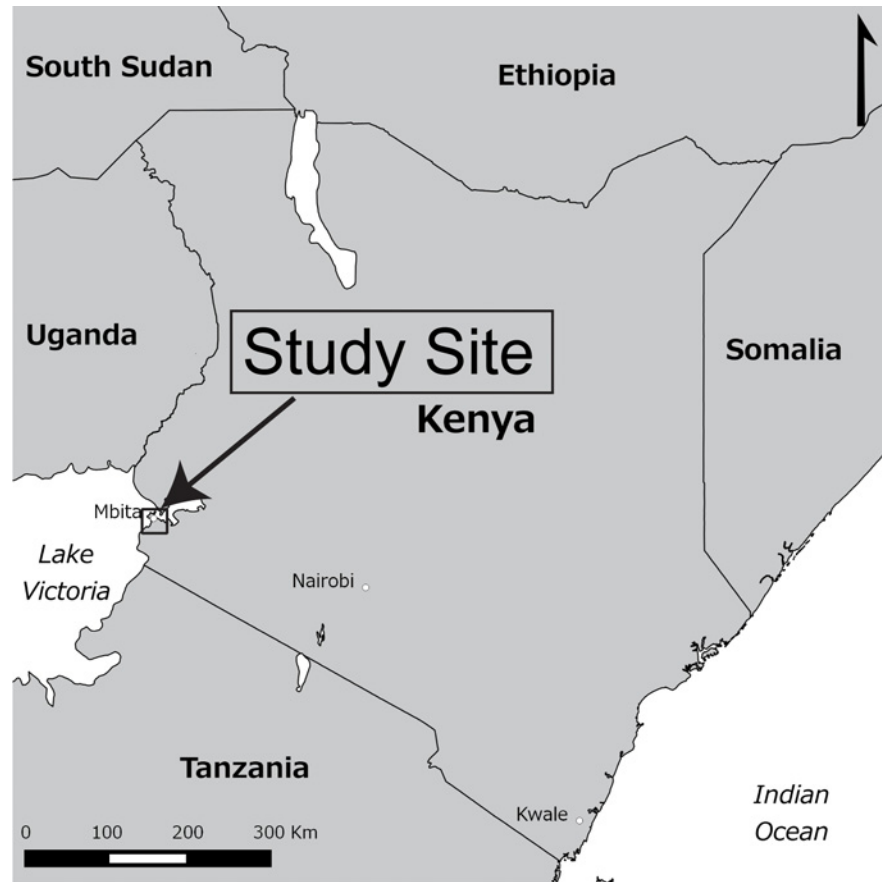 South Sudan
Ethiopia
Uganda
Study Site
Somalia
Kenya
Mbita
Lake
Victoria
Nairobi
Tanzania
Kwale
Indian
Ocean
0 100 200 300 Km